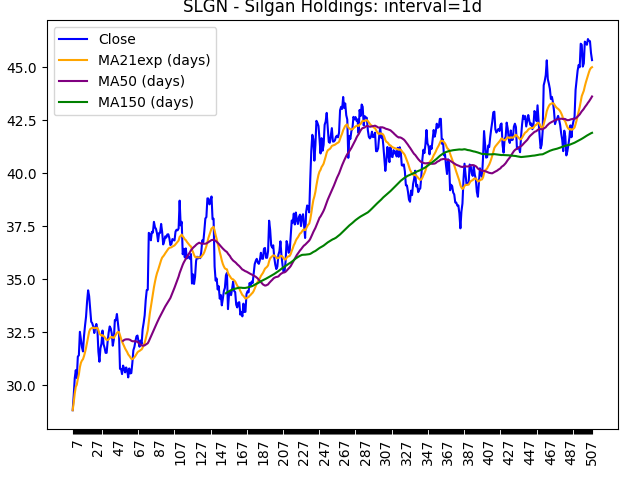 SLGN - Silgan Holdings: interval=1d
Close
MA21exp (days)
MA50 (days)
MA150 (days)
45.0
42.5
40.0
37.5
35.0
32.5
30.0
7 27 47 67 87 107 127 147 167 187 207 227 247 267 287 307 327 347 367 387 407 427 447 467 487 507